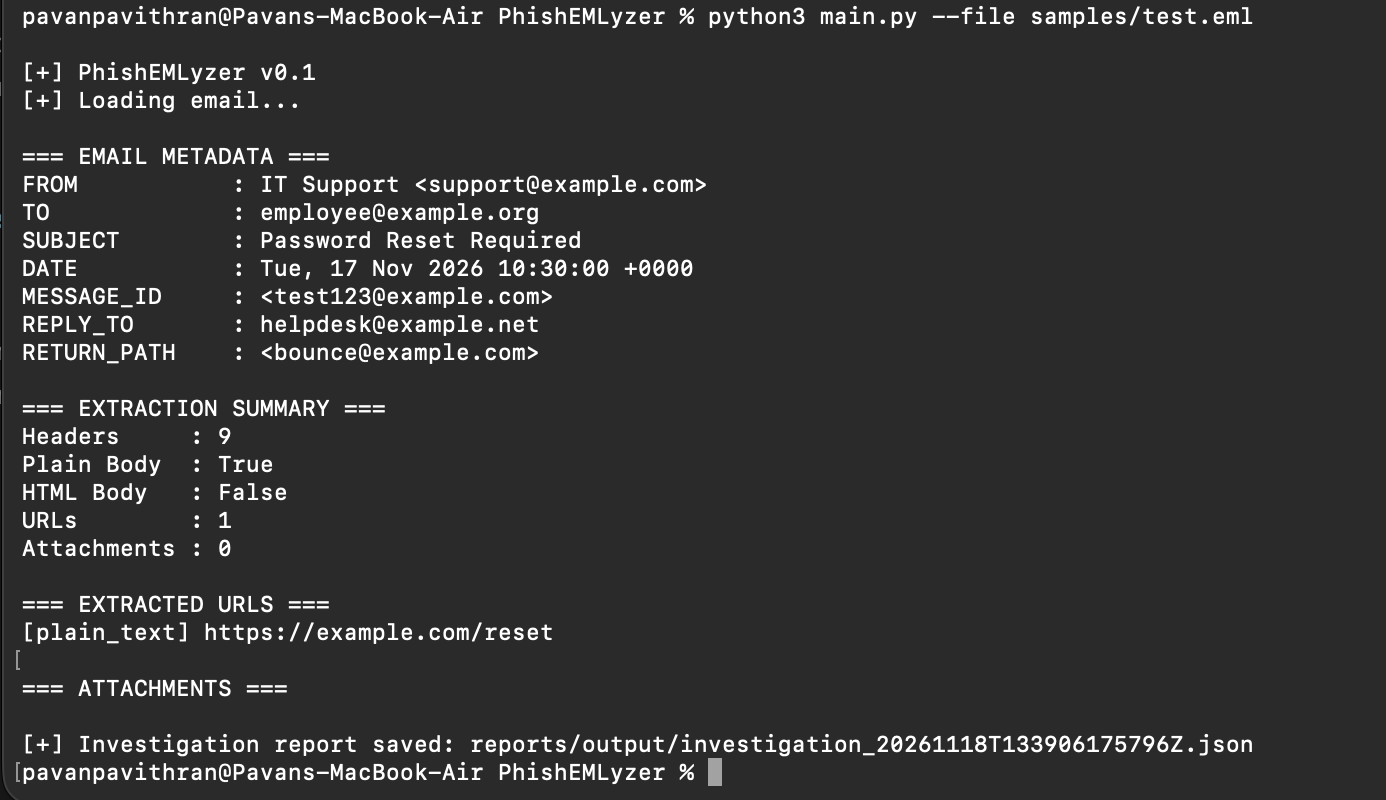 pavanpavithran@Pavans-MacBook-Air PhishEMLyzer % python3 main.py --file samples/test.eml
[+] PhishEMLyzer v0.1
[+] Loading email...
=== EMAIL METADATA ===
FROM            : IT Support <support@example.com>
TO              : employee@example.org
SUBJECT         : Password Reset Required
DATE            : Tue, 17 Nov 2026 10:30:00 +0000
MESSAGE_ID      : <test123@example.com>
REPLY_TO        : helpdesk@example.net
RETURN_PATH     : <bounce@example.com>
=== EXTRACTION SUMMARY ===
Headers      : 9
Plain Body   : True
HTML Body    : False
URLs         : 1
Attachments : 0
=== EXTRACTED URLS ===
[plain_text] https://example.com/reset
[
=== ATTACHMENTS ===
[+] Investigation report saved: reports/output/investigation_20261118T133906175796Z.json
[pavanpavithran@Pavans-MacBook-Air PhishEMLyzer %